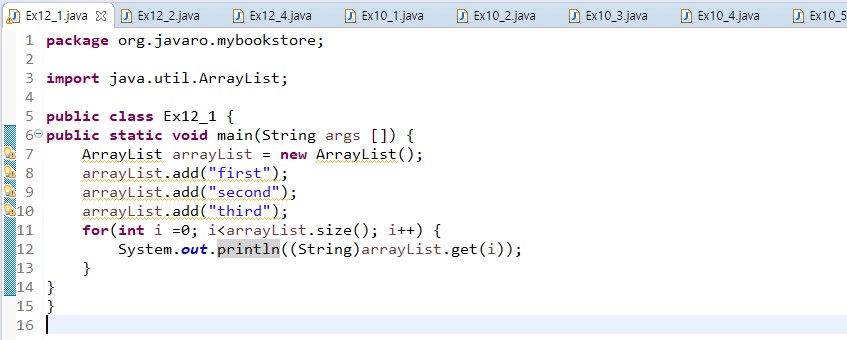 Ex12_1.java Ex12_2.java Ex12_4.java Ex10_1.java Ex10_2.java Ex10_3.java Ex10_4.java Ex10_5
1 package org.javaro.mybookstore;
2
3 import java.util.ArrayList;
4
5 public class Ex12_1 {
6 public static void main(String args []) {
7 ArrayList arrayList = new ArrayList();
8 arrayList.add("first");
9 arrayList.add("second");
10 arrayList.add("third");
11 for(int i =0; i<arrayList.size(); i++) {
12 System.out.println((String)arrayList.get(i));
13 }
14 }
15 }
16